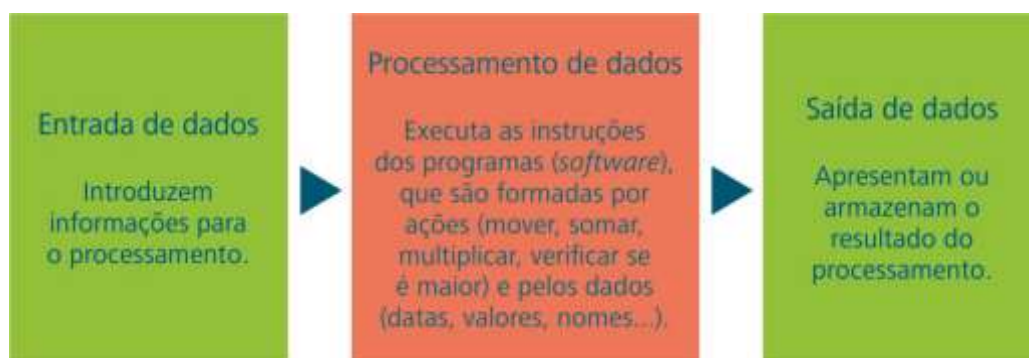 Entrada de dados
Introduzem
informações para
o processamento.
Processamento de dados
Executa as instruções
dos programas (software),
que são formadas por
ações (mover, somar,
multiplicar, verificar se
é maior) e pelos dados
(datas, valores, nomes...).
Saída de dados
Apresentam ou
armazenam o
resultado do
processamento.